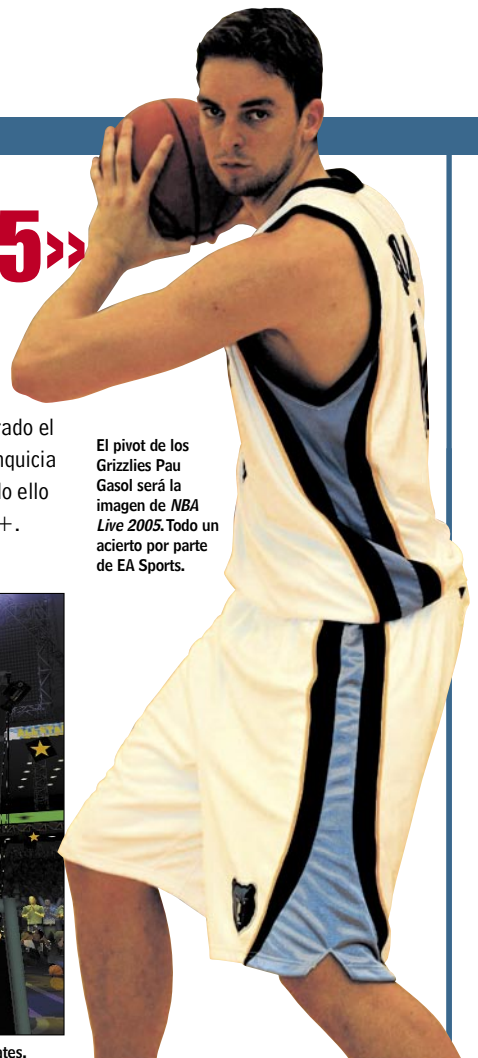 5»
ado el
nquicia
lo ello
+.
El pivot de los
Grizzlies Pau
Gasol será la
imagen de NBA
Live 2005. Todo un
acierto por parte
de EA Sports.
ntes.